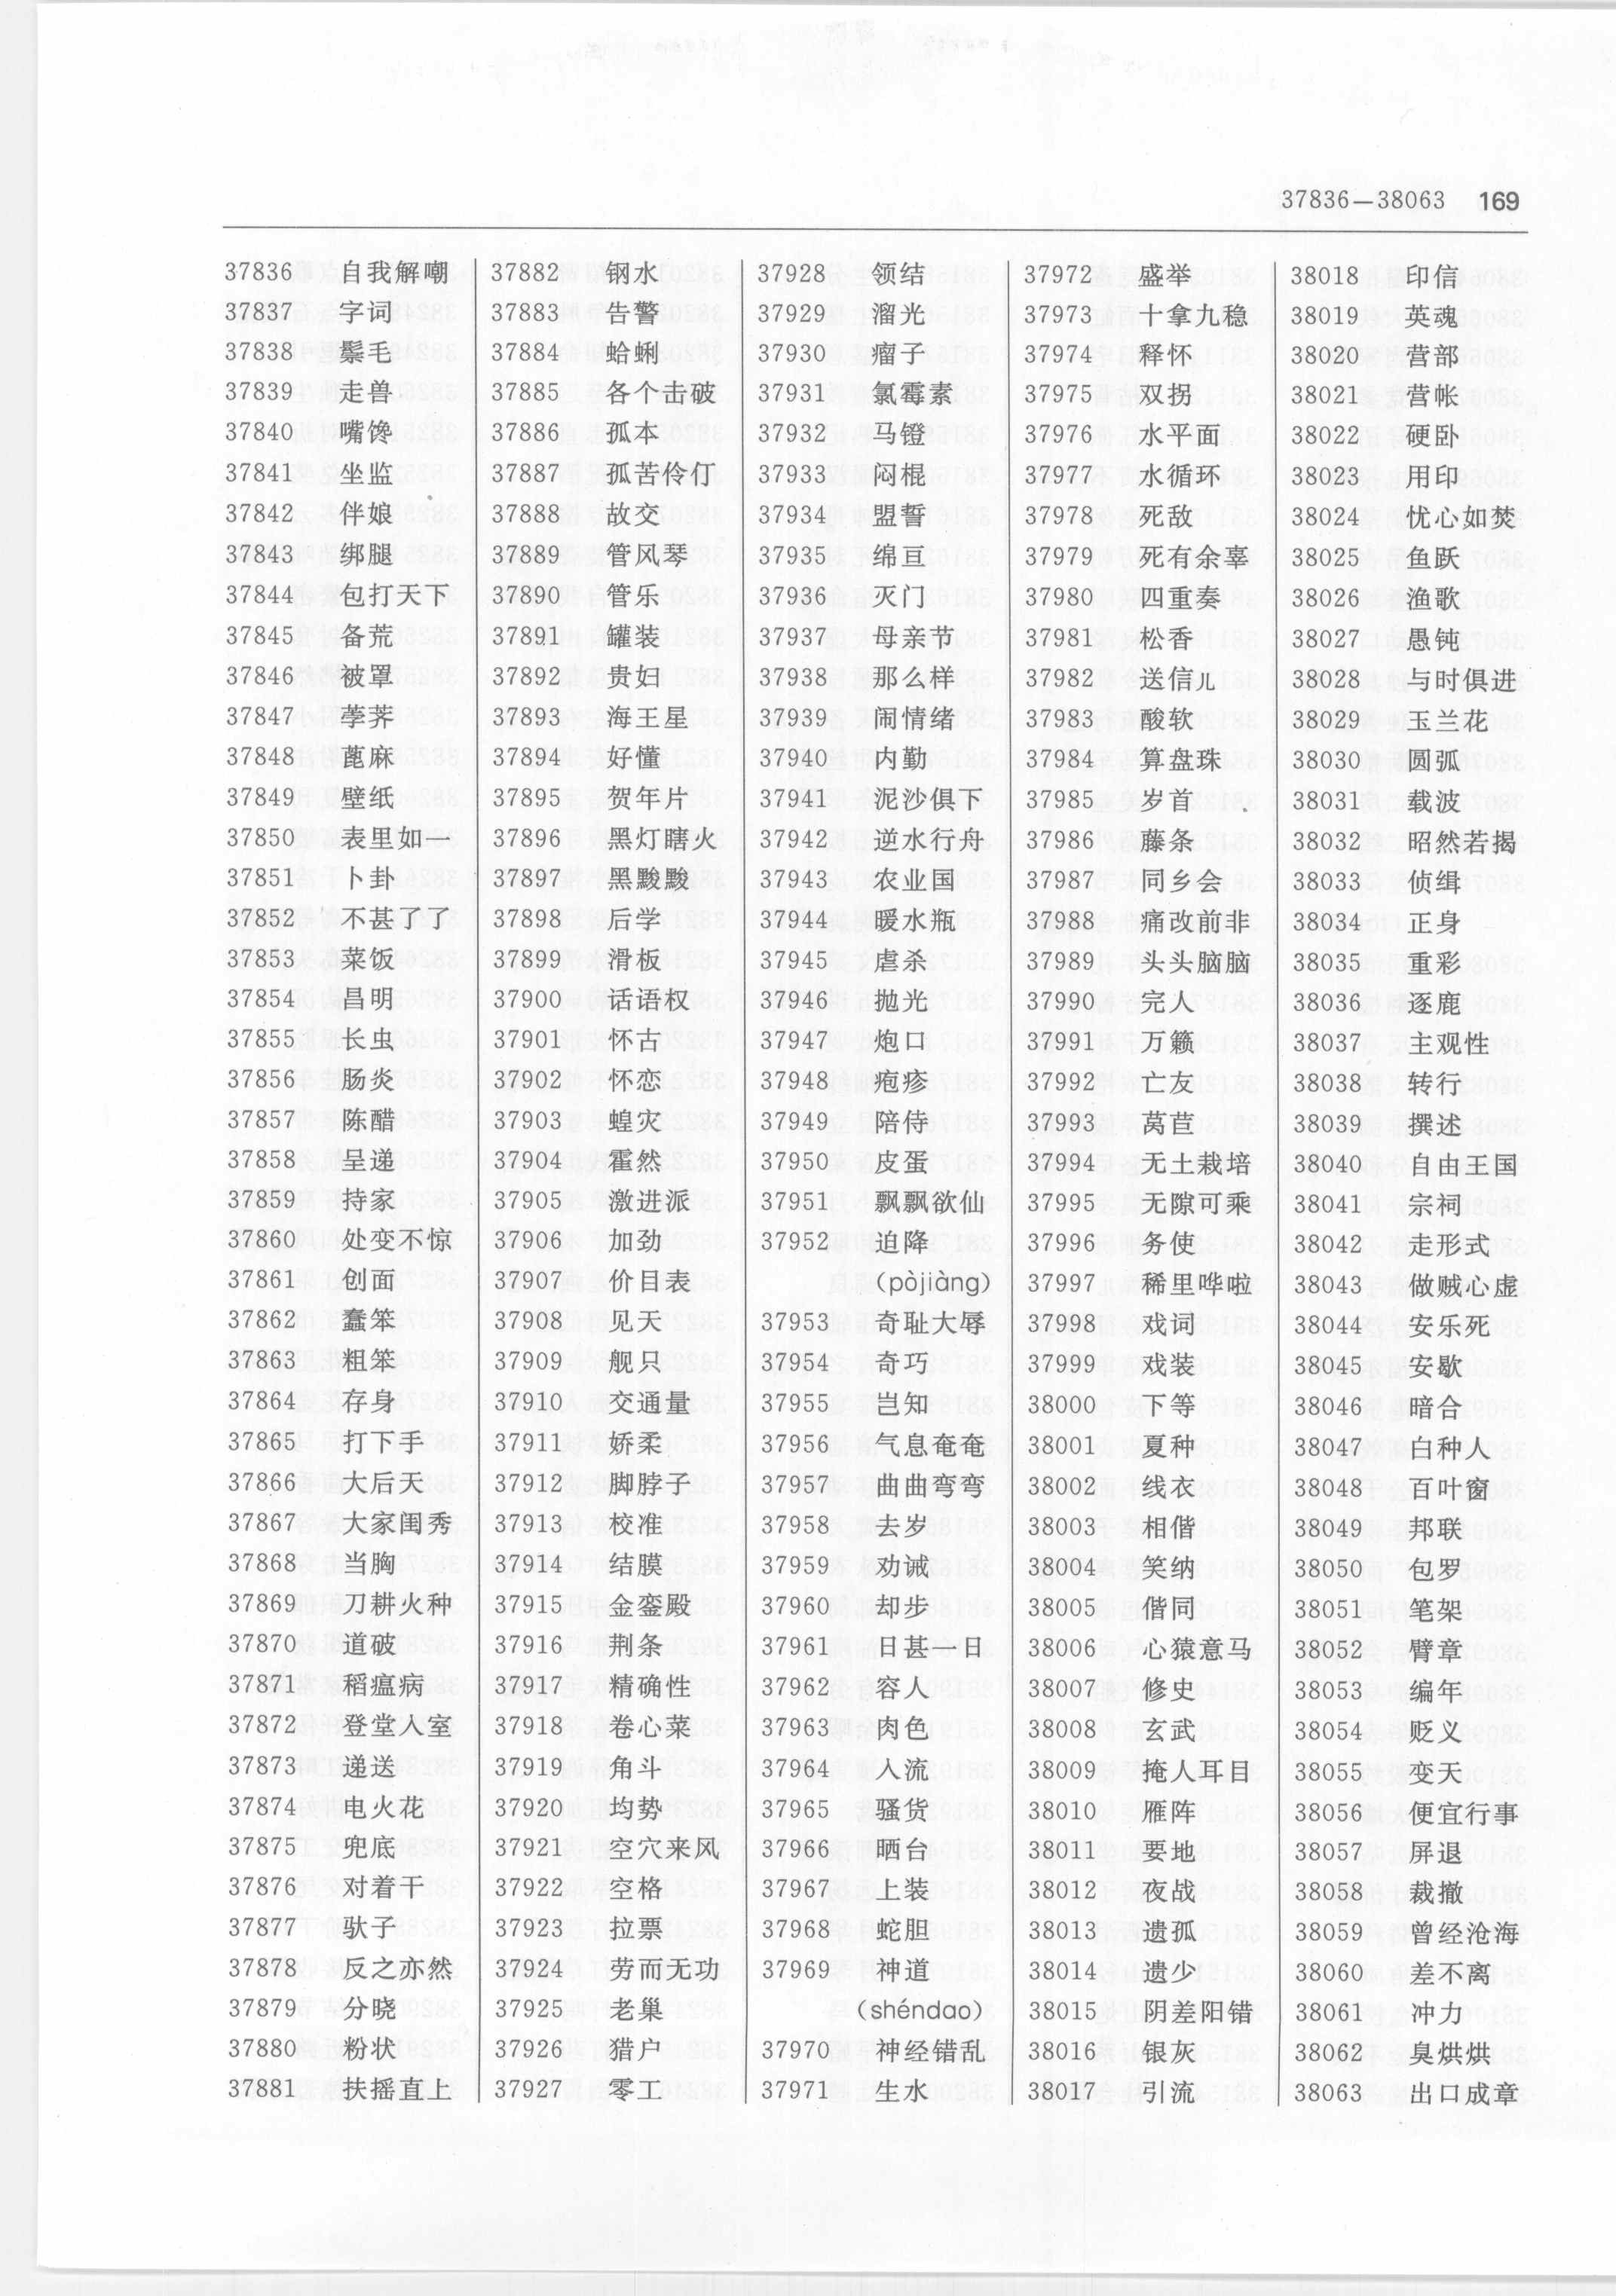 37836—38063 169
37836 自我解嘲
37837 字词
37838 鬃毛
37839 走兽
37840 嘴馋
37841 坐监
37842 伴娘
37843 绑腿
37844 包打天下
37845 备荒
37846 被罩
37847 荸荠
37848 蓖麻
37849 壁纸
37850 表里如一
37851 卜卦
37852 不甚了了
37853 菜饭
37854 昌明
37855 长虫
37856 肠炎
37857 陈醋
37858 呈递
37859 持家
37860 处变不惊
37861 创面
37862 蠢笨
37863 粗笨
37864 存身
37865 打下手
37866 大后天
37867 大家闺秀
37868 当胸
37869 刀耕火种
37870 道破
37871 稻瘟病
37872 登堂入室
37873 递送
37874 电火花
37875 兜底
37876 对着干
37877 驮子
37878 反之亦然
37879 分晓
37880 粉状
37881 扶摇直上
37882 钢水
37883 告警
37884 蛤蜊
37885 各个击破
37886 孤本
37887 孤苦伶仃
37888 故交
37889 管风琴
37890 管乐
37891 罐装
37892 贵妇
37893 海王星
37894 好懂
37895 贺年片
37896 黑灯瞎火
37897 黑黢黢
37898 后学
37899 滑板
37900 话语权
37901 怀古
37902 怀恋
37903 蝗灾
37904 霍然
37905 激进派
37906 加劲
37907 价目表
37908 见天
37909 舰只
37910 交通量
37911 娇柔
37912 脚脖子
37913 校准
37914 结膜
37915 金銮殿
37916 荆条
37917 精确性
37918 卷心菜
37919 角斗
37920 均势
37921 空穴来风
37922 空格
37923 拉票
37924 劳而无功
37925 老巢
37926 猎户
37927 零工
37928 领结
37929 溜光
37930 瘤子
37931 氯霉素
37932 马镫
37933 闷棍
37934 盟誓
37935 绵亘
37936 灭门
37937 母亲节
37938 那么样
37939 闹情绪
37940 内勤
37941 泥沙俱下
37942 逆水行舟
37943 农业国
37944 暖水瓶
37945 虐杀
37946 抛光
37947 炮口
37948 疱疹
37949 陪侍
37950 皮蛋
37951 飘飘欲仙
37952 迫降
(pòjiàng)
37953 奇耻大辱
37954 奇巧
37955 岂知
37956 气息奄奄
37957 曲曲弯弯
37958 去岁
37959 劝诫
37960 却步
37961 日甚一日
37962 容人
37963 肉色
37964 人流
37965 骚货
37966 晒台
37967 上装
37968 蛇胆
37969 神道
(shéndao)
37970 神经错乱
37971 生水
37972 盛举
37973 十拿九稳
37974 释怀
37975 双拐
37976 水平面
37977 水循环
37978 死敌
37979 死有余辜
37980 四重奏
37981 松香
37982 送信儿
37983 酸软
37984 算盘珠
37985 岁首
37986 藤条
37987 同乡会
37988 痛改前非
37989 头头脑脑
37990 完人
37991 万籁
37992 亡友
37993 莴苣
37994 无土栽培
37995 无隙可乘
37996 务使
37997 稀里哗啦
37998 戏词
37999 戏装
38000 下等
38001 夏种
38002 线衣
38003 相偕
38004 笑纳
38005 偕同
38006 心猿意马
38007 修史
38008 玄武
38009 掩人耳目
38010 雁阵
38011 要地
38012 夜战
38013 遗孤
38014 遗少
38015 阴差阳错
38016 银灰
38017 引流
38018 印信
38019 英魂
38020 营部
38021 营帐
38022 硬卧
38023 用印
38024 忧心如焚
38025 鱼跃
38026 渔歌
38027 愚钝
38028 与时俱进
38029 玉兰花
38030 圆弧
38031 载波
38032 昭然若揭
38033 侦缉
38034 正身
38035 重彩
38036 逐鹿
38037 主观性
38038 转行
38039 撰述
38040 自由王国
38041 宗祠
38042 走形式
38043 做贼心虚
38044 安乐死
38045 安歇
38046 暗合
38047 白种人
38048 百叶窗
38049 邦联
38050 包罗
38051 笔架
38052 臂章
38053 编年
38054 贬义
38055 变天
38056 便宜行事
38057 屏退
38058 裁撤
38059 曾经沧海
38060 差不离
38061 冲力
38062 臭烘烘
38063 出口成章